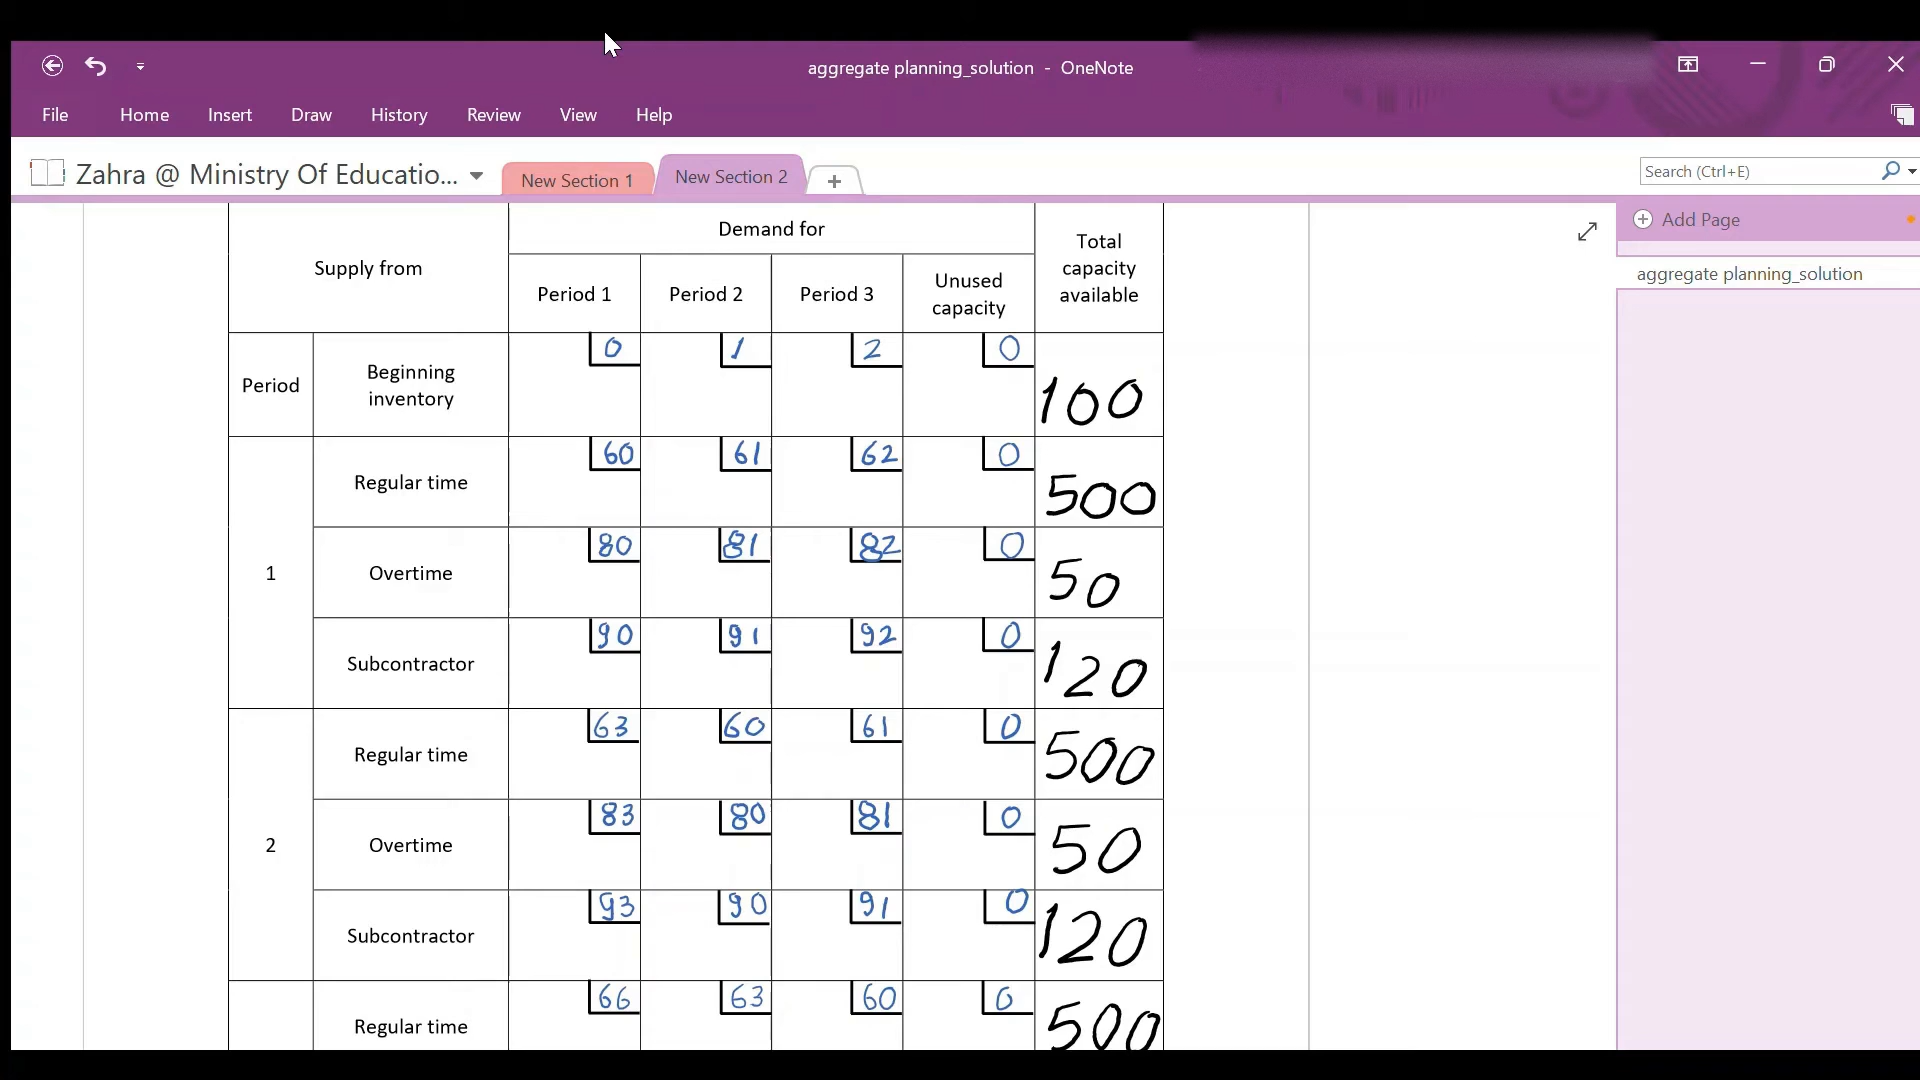 aggregate planning_solution - OneNote
File Home Insert Draw History Review View Help
Zahra @ Ministry Of Educatio...
New Section 1
New Section 2
Search (Ctrl+E)
Add Page
aggregate planning_solution
Supply from
Demand for
Total
capacity
available
Period 1
Period 2
Period 3
Unused
capacity
Period
Beginning
inventory
0 1 2 0
100
1
Regular time
60 61 62 0
500
Overtime
80 81 82 0
50
Subcontractor
90 91 92 0
120
2
Regular time
63 60 61 0
500
Overtime
83 80 81 0
50
Subcontractor
93 90 91 0
120
Regular time
66 63 60 0
500